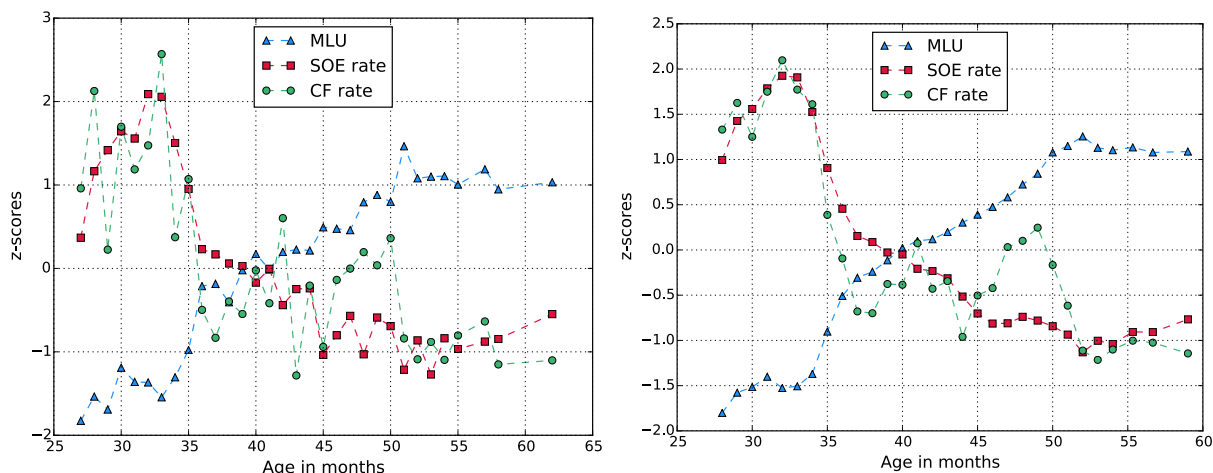 3
2
1
0
−1
−2
z-scores
25 30 35 40 45 50 55 60 65
Age in months
MLU
SOE rate
CF rate
2.5
2.0
1.5
1.0
0.5
0.0
−0.5
−1.0
−1.5
−2.0
z-scores
25 30 35 40 45 50 55 60
Age in months
MLU
SOE rate
CF rate